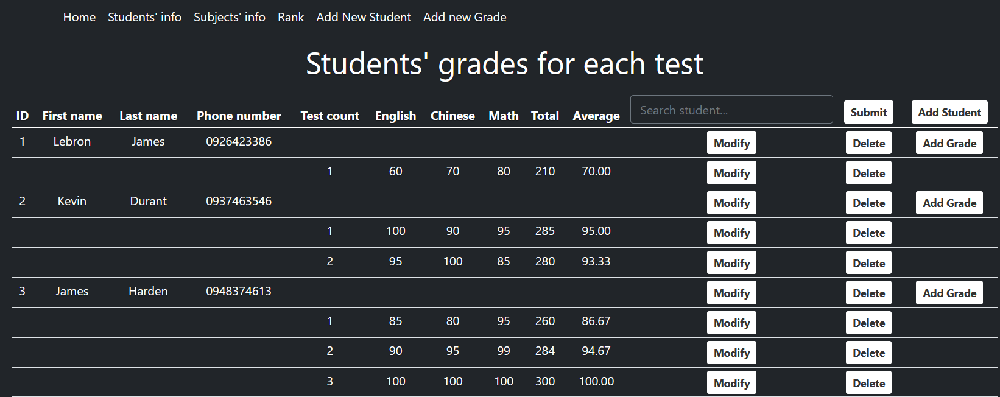 Home Students' info Subjects' info Rank Add New Student Add new Grade
Students' grades for each test
ID First name Last name Phone number Test count English Chinese Math Total Average Search student... Submit Add Student
1 Lebron James 0926423386 Modify Delete Add Grade
1 60 70 80 210 70.00 Modify Delete
2 Kevin Durant 0937463546 Modify Delete Add Grade
1 100 90 95 285 95.00 Modify Delete
2 95 100 85 280 93.33 Modify Delete
3 James Harden 0948374613 Modify Delete Add Grade
1 85 80 95 260 86.67 Modify Delete
2 90 95 99 284 94.67 Modify Delete
3 100 100 100 300 100.00 Modify Delete